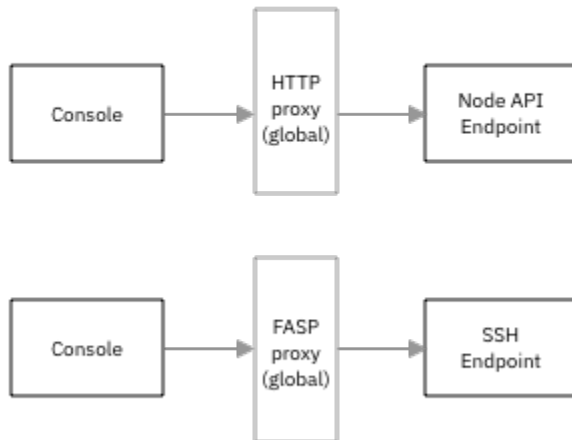 Console
HTTP
proxy
(global)
Node API
Endpoint
Console
FASP
proxy
(global)
SSH
Endpoint